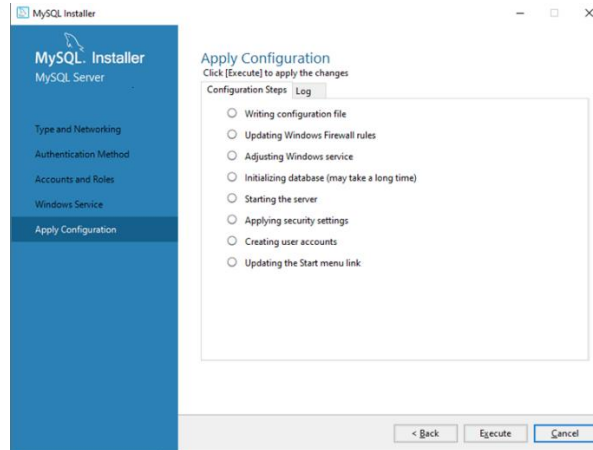 MySQL Installer
MySQL. Installer
MySQL Server
Type and Networking
Authentication Method
Accounts and Roles
Windows Service
Apply Configuration
Apply Configuration
Click [Execute] to apply the changes
Configuration Steps Log
Writing configuration file
Updating Windows Firewall rules
Adjusting Windows service
Initializing database (may take a long time)
Starting the server
Applying security settings
Creating user accounts
Updating the Start menu link
< Back Execute Cancel